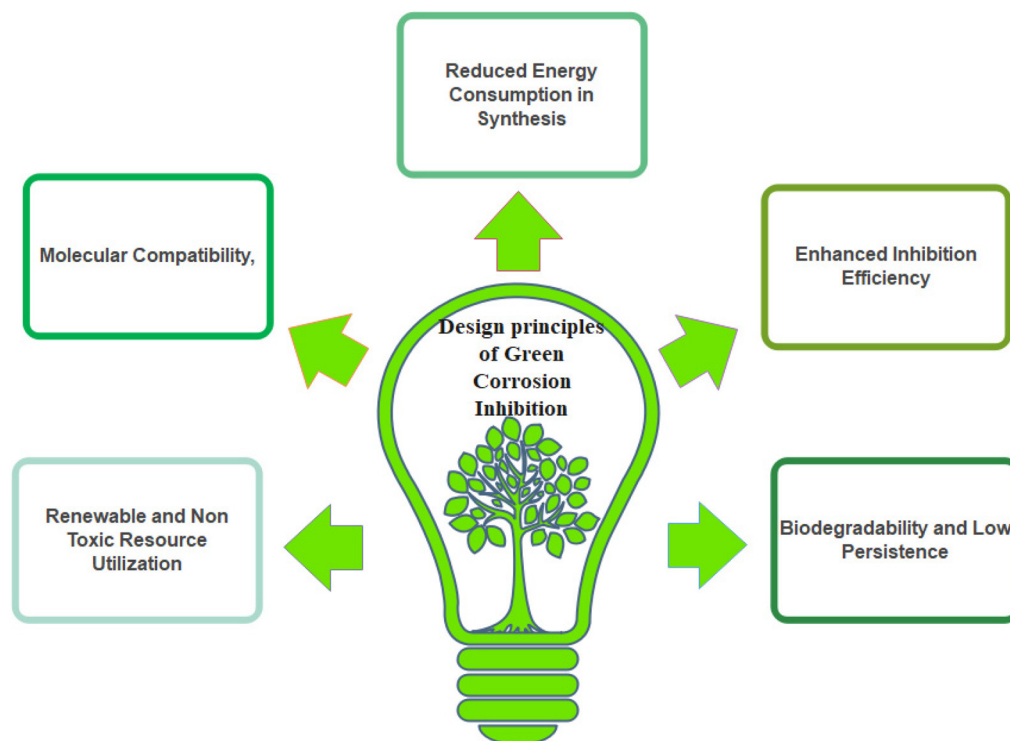 Reduced Energy
Consumption in
Synthesis
Molecular Compatibility,
Enhanced Inhibition
Efficiency
Design principles
of Green
Corrosion
Inhibition
Renewable and Non
Toxic Resource
Utilization
Biodegradability and Low
Persistence